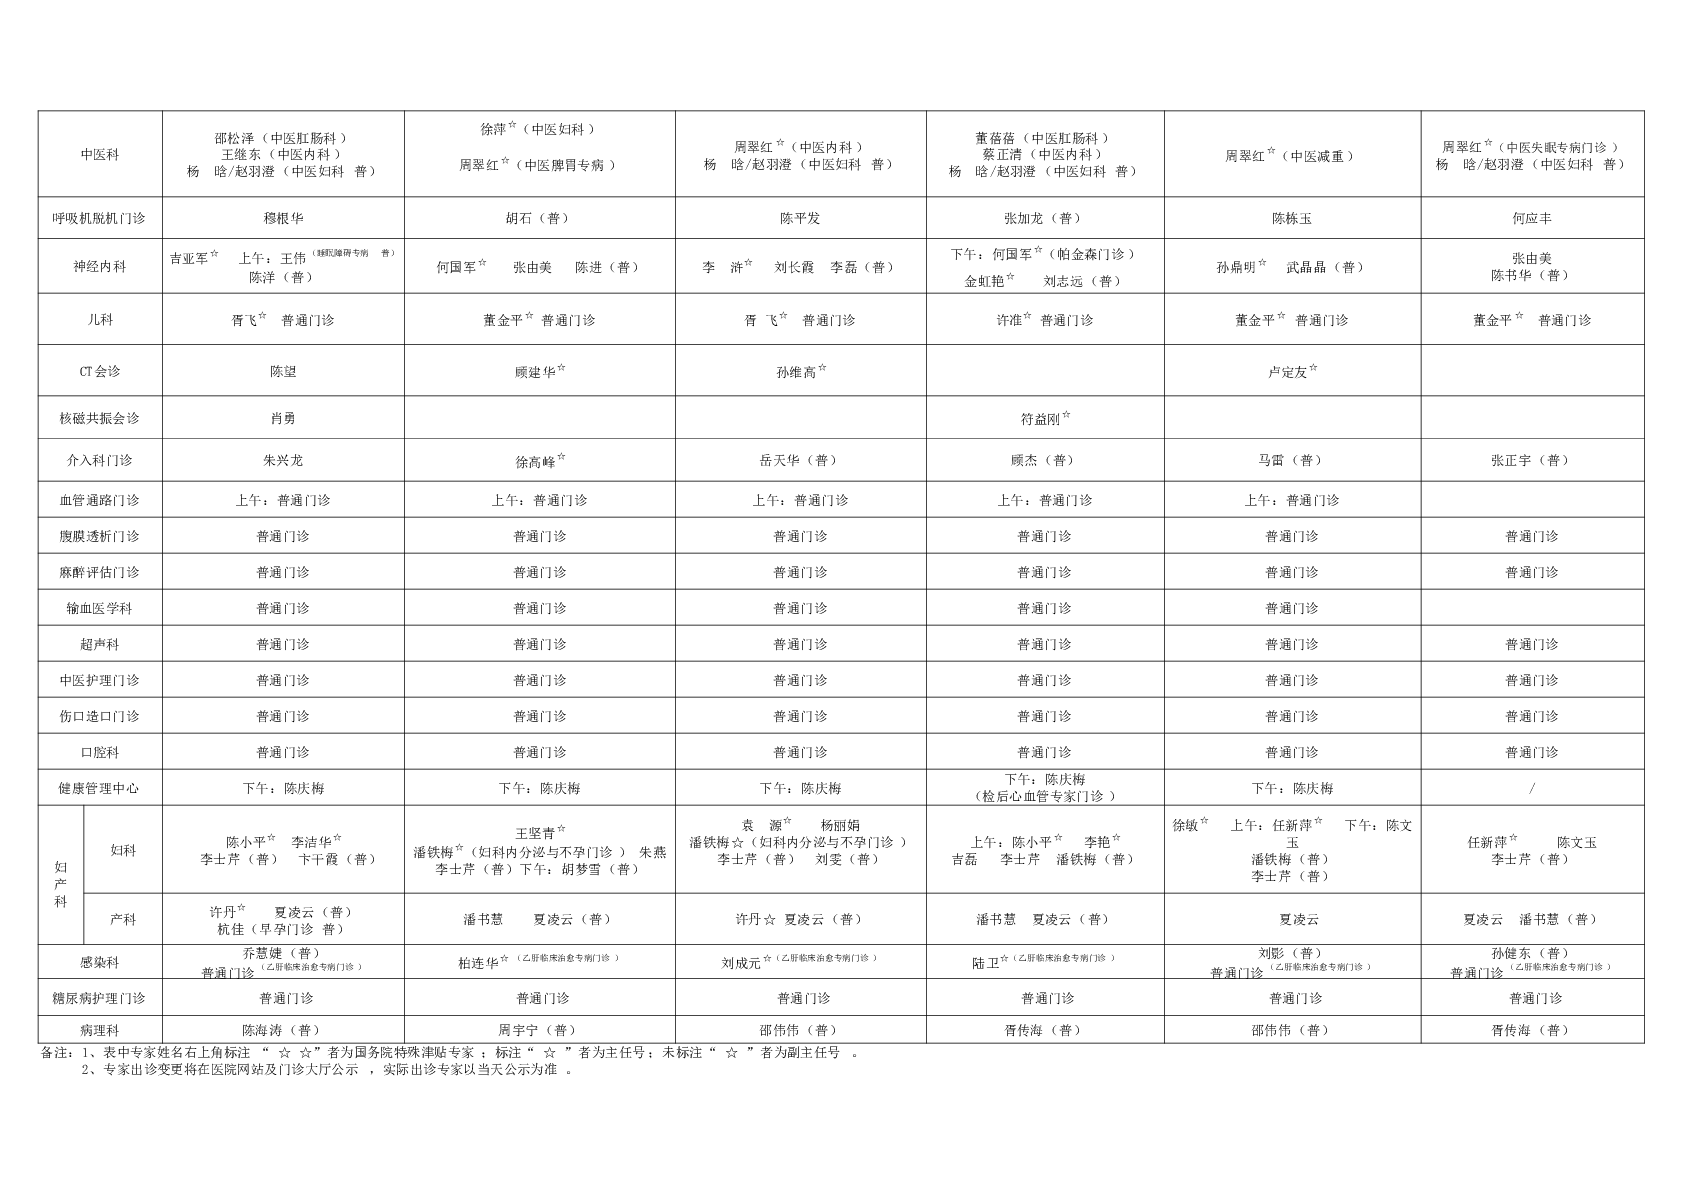 中医科
邵松泽（中医肛肠科）
王继东（中医内科）
杨 晗/赵羽澄（中医妇科 普）
徐萍☆（中医妇科）
周翠红☆（中医脾胃专病）
周翠红☆（中医内科）
杨 晗/赵羽澄（中医妇科 普）
董蓓蓓（中医肛肠科）
蔡正清（中医内科）
杨 晗/赵羽澄（中医妇科 普）
周翠红☆（中医减重）
周翠红☆（中医失眠专病门诊）
杨 晗/赵羽澄（中医妇科 普）
呼吸机脱机门诊
穆根华
胡石（普）
陈平发
张加龙（普）
陈栋玉
何应丰
神经内科
吉亚军☆ 上午：王伟（睡眠障碍专病 普）
陈洋（普）
何国军☆ 张由美 陈进（普）
李 浒☆ 刘长霞 李磊（普）
下午：何国军☆（帕金森门诊）
金虹艳☆ 刘志远（普）
孙鼎明☆ 武晶晶（普）
张由美
陈书华（普）
儿科
胥飞☆ 普通门诊
董金平☆ 普通门诊
胥 飞☆ 普通门诊
许准☆ 普通门诊
董金平☆ 普通门诊
董金平☆ 普通门诊
CT会诊
陈望
顾建华☆
孙维高☆
卢定友☆
核磁共振会诊
肖勇
符益刚☆
介入科门诊
朱兴龙
徐高峰☆
岳天华（普）
顾杰（普）
马雷（普）
张正宇（普）
血管通路门诊
上午：普通门诊
上午：普通门诊
上午：普通门诊
上午：普通门诊
上午：普通门诊
腹膜透析门诊
普通门诊
普通门诊
普通门诊
普通门诊
普通门诊
普通门诊
麻醉评估门诊
普通门诊
普通门诊
普通门诊
普通门诊
普通门诊
普通门诊
输血医学科
普通门诊
普通门诊
普通门诊
普通门诊
普通门诊
超声科
普通门诊
普通门诊
普通门诊
普通门诊
普通门诊
普通门诊
中医护理门诊
普通门诊
普通门诊
普通门诊
普通门诊
普通门诊
普通门诊
伤口造口门诊
普通门诊
普通门诊
普通门诊
普通门诊
普通门诊
普通门诊
口腔科
普通门诊
普通门诊
普通门诊
普通门诊
普通门诊
普通门诊
健康管理中心
下午：陈庆梅
下午：陈庆梅
下午：陈庆梅
下午：陈庆梅
（检后心血管专家门诊）
下午：陈庆梅
/
妇
产
科
妇科
陈小平☆ 李洁华☆
李士芹（普） 卞干霞（普）
王坚青☆
潘铁梅☆（妇科内分泌与不孕门诊） 朱燕
李士芹（普）下午：胡梦雪（普）
袁 源☆ 杨丽娟
潘铁梅☆（妇科内分泌与不孕门诊）
李士芹（普） 刘雯（普）
上午：陈小平☆ 李艳☆
吉磊 李士芹 潘铁梅（普）
徐敏☆ 上午：任新萍☆ 下午：陈文
玉
潘铁梅（普）
李士芹（普）
任新萍☆ 陈文玉
李士芹（普）
产科
许丹☆ 夏凌云（普）
杭佳（早孕门诊 普）
潘书慧 夏凌云（普）
许丹☆ 夏凌云（普）
潘书慧 夏凌云（普）
夏凌云
夏凌云 潘书慧（普）
感染科
乔慧婕（普）
普通门诊（乙肝临床治愈专病门诊）
柏连华☆（乙肝临床治愈专病门诊）
刘成元☆（乙肝临床治愈专病门诊）
陆卫☆（乙肝临床治愈专病门诊）
刘影（普）
普通门诊（乙肝临床治愈专病门诊）
孙健东（普）
普通门诊（乙肝临床治愈专病门诊）
糖尿病护理门诊
普通门诊
普通门诊
普通门诊
普通门诊
普通门诊
普通门诊
病理科
陈海涛（普）
周宇宁（普）
邵伟伟（普）
胥传海（普）
邵伟伟（普）
胥传海（普）
备注：1、表中专家姓名右上角标注 “ ☆ ☆”者为国务院特殊津贴专家；标注“ ☆ ”者为主任号；未标注“ ☆ ”者为副主任号 。
2、专家出诊变更将在医院网站及门诊大厅公示 ，实际出诊专家以当天公示为准 。